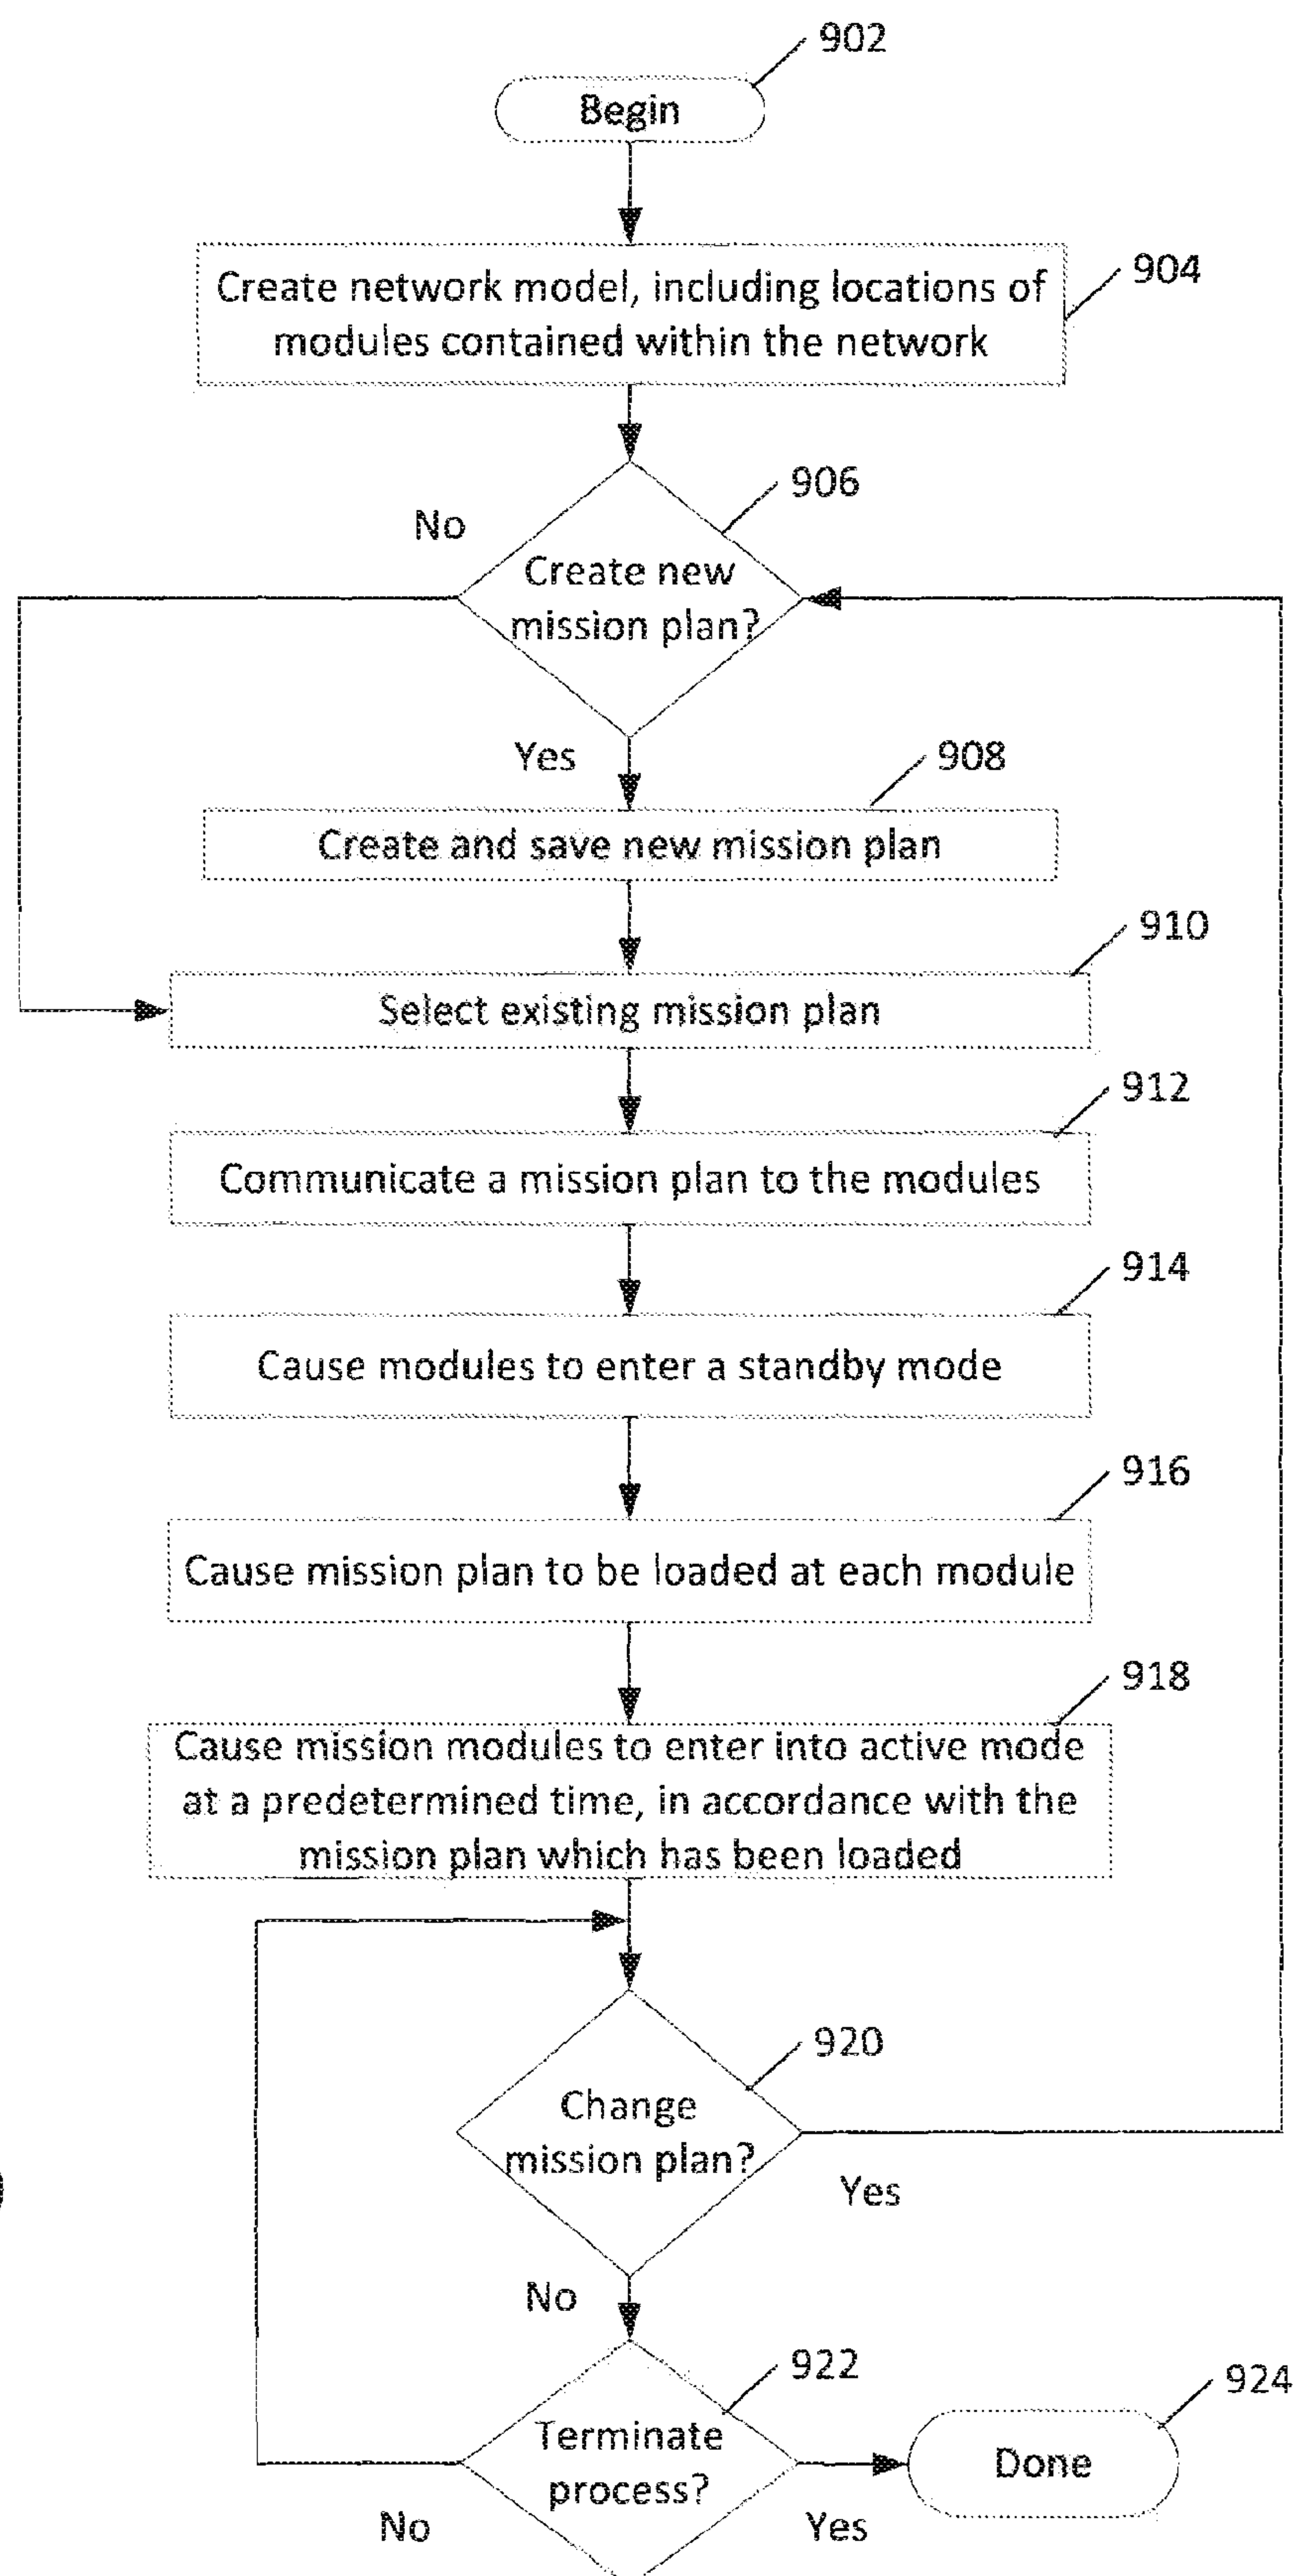 902
Begin
904
Create network model, including locations of
modules contained within the network
906
No
Create new
mission plan?
Yes
908
Create and save new mission plan
910
Select existing mission plan
912
Communicate a mission plan to the modules
914
Cause modules to enter a standby mode
916
Cause mission plan to be loaded at each module
918
Cause mission modules to enter into active mode
at a predetermined time, in accordance with the
mission plan which has been loaded
920
Change
mission plan?
Yes
No
922
924
Terminate
process?
Done
No
Yes